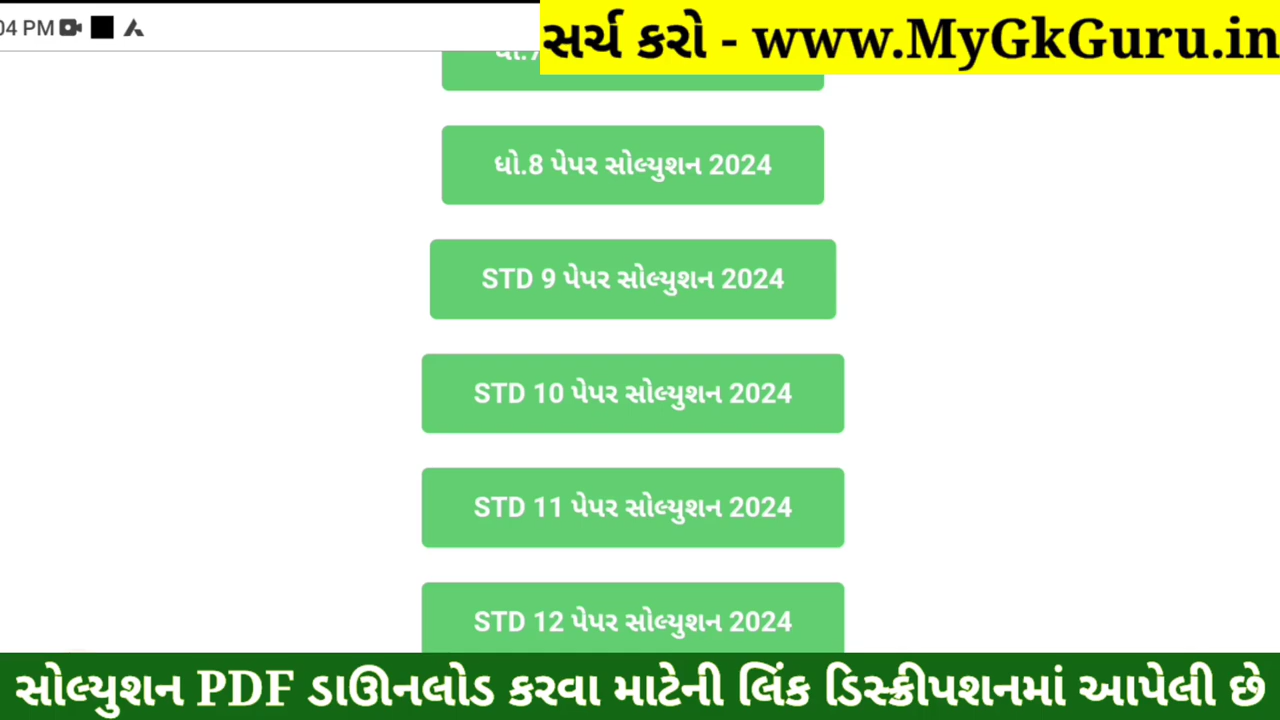 04 PM
સર્ચ કરો - www.MyGkGuru.in
ધો.8 પેપર સોલ્યુશન 2024
STD 9 પેપર સોલ્યુશન 2024
STD 10 પેપર સોલ્યુશન 2024
STD 11 પેપર સોલ્યુશન 2024
STD 12 પેપર સોલ્યુશન 2024
સોલ્યુશન PDF ડાઊનલોડ કરવા માટેની લિંક ડિસ્ક્રીપશનમાં આપેલી છે